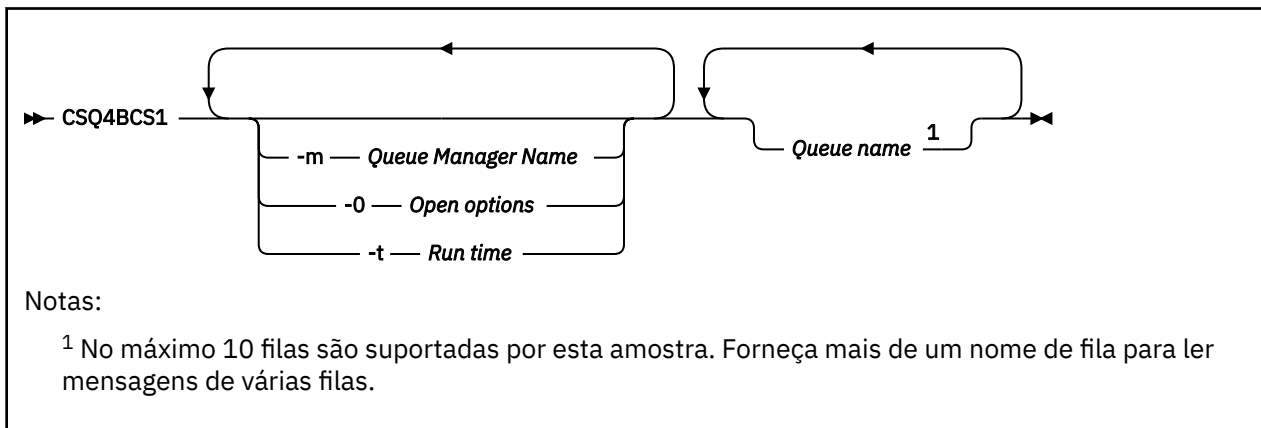 CSQ4BCS1
-m Queue Manager Name
-O Open options
-t Run time
Queue name 1
Notas:
1 No máximo 10 filas são suportadas por esta amostra. Forneça mais de um nome de fila para ler
mensagens de várias filas.